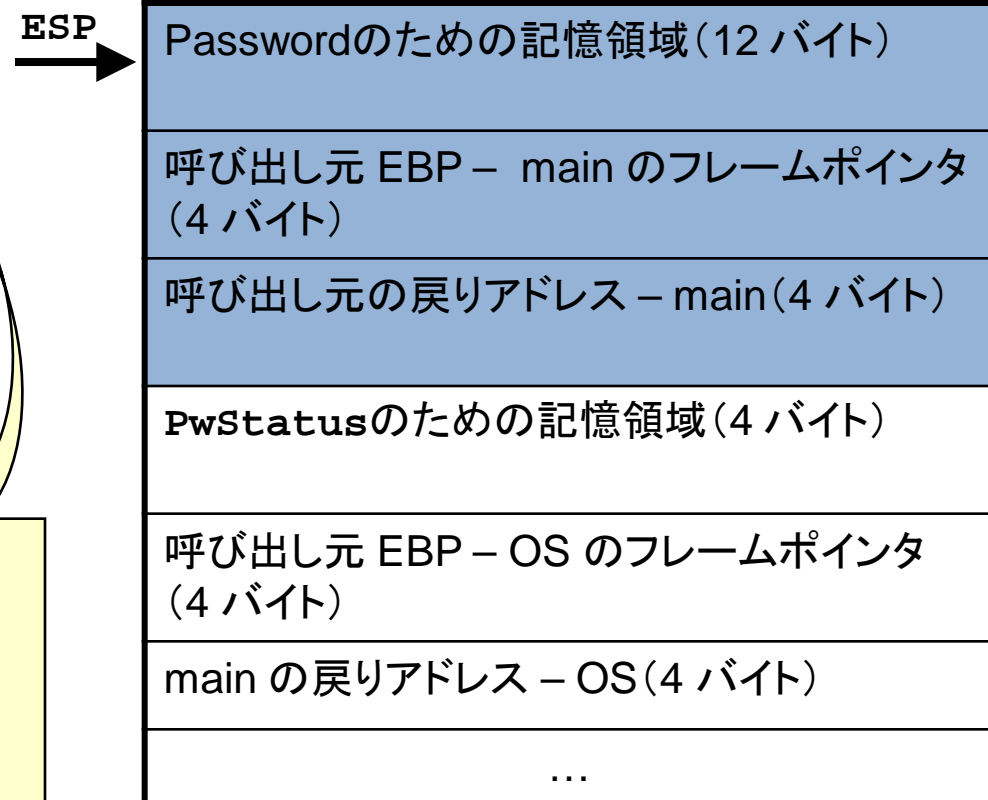 ESP
Passwordのための記憶領域（12 バイト）
呼び出し元 EBP – main のフレームポインタ
（4 バイト）
呼び出し元の戻りアドレス – main（4 バイト）
PwStatusのための記憶領域（4 バイト）
呼び出し元 EBP – OS のフレームポインタ
（4 バイト）
main の戻りアドレス – OS（4 バイト）
…